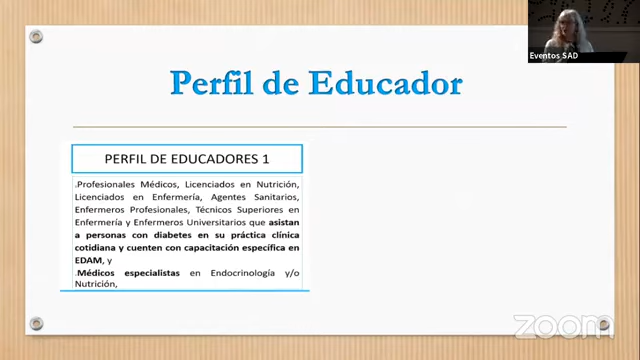 Eventos SAD
Perfil de Educador
PERFIL DE EDUCADORES 1
.Profesionales Médicos, Licenciados en Nutrición,
Licenciados en Enfermería, Agentes Sanitarios,
Enfermeros Profesionales, Técnicos Superiores en
Enfermería y Enfermeros Universitarios que asistan
a personas con diabetes en su práctica clínica
cotidiana y cuenten con capacitación específica en
EDAM, y
.Médicos especialistas en Endocrinología y/o
Nutrición,
zoom